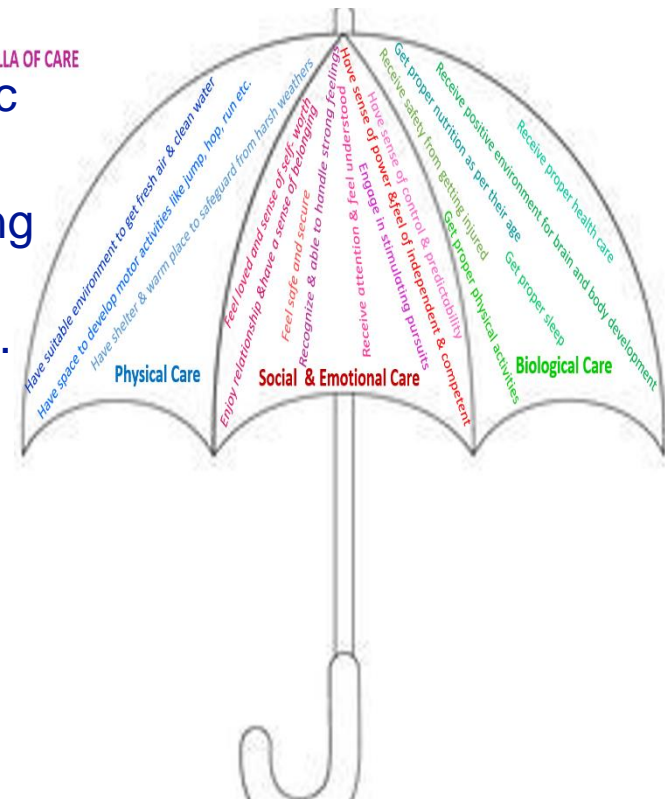 LLA OF CARE
c
ng
.
Have suitable environment to get fresh air & clean water
Have space to develop motor activities like jump, hop, run etc.
Have shelter & warm place to safeguard from harsh weathers
Physical Care
Feel loved and sense of self- worth
Enjoy relationship &have a sense of belonging
Feel safe and secure
Recognize & able to handle strong feelings
Receive attention & feel understood
Engage in stimulating pursuits
Have sense of power &feel of independent & competent
Have sense of control & predictability
Social & Emotional Care
Receive safety from getting injured
Get proper physical activities
Get proper nutrition as per their age
Get proper sleep
Receive positive environment for brain and body development
Receive proper health care
Biological Care